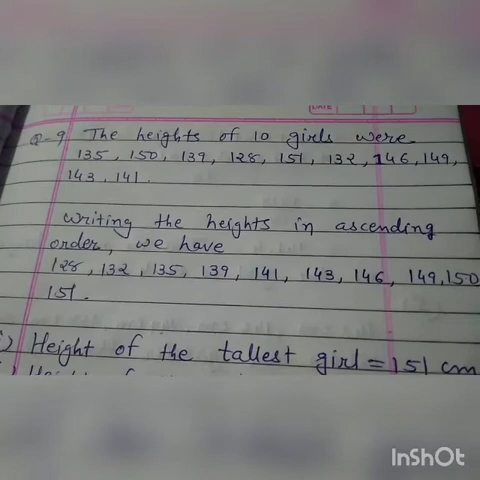 DATE
Q-9 The heights of 10 girls were
135, 150, 139, 128, 151, 132, 146, 149,
143, 141.
writing the heights in ascending
order, we have
128, 132, 135, 139, 141, 143, 146, 149, 150
151.
i) Height of the tallest girl = 151 cm
InShOt